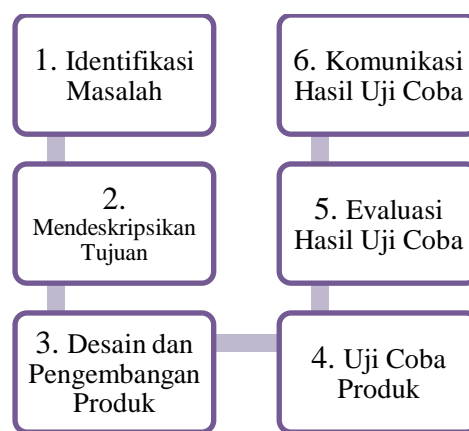 1. Identifikasi
Masalah
2.
Mendeskripsikan
Tujuan
3. Desain dan
Pengembangan
Produk
4. Uji Coba
Produk
5. Evaluasi
Hasil Uji Coba
6. Komunikasi
Hasil Uji Coba